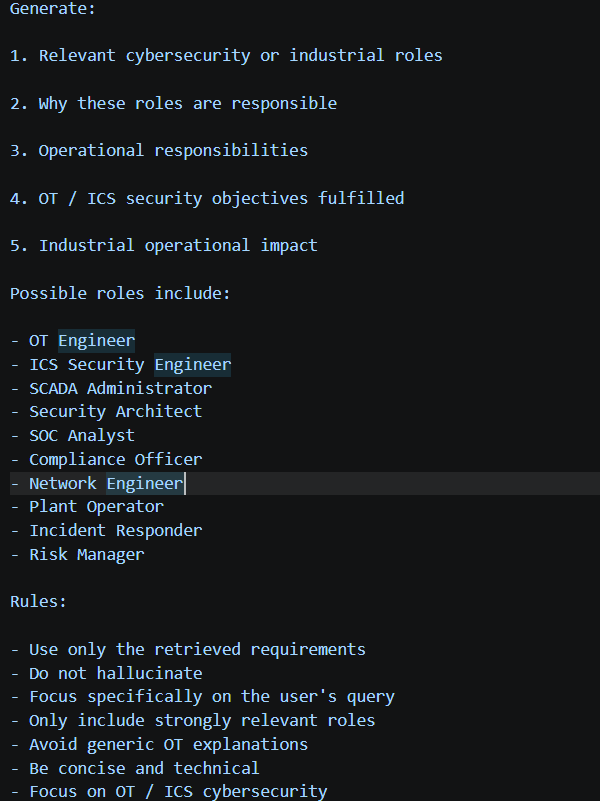 Generate:
1. Relevant cybersecurity or industrial roles
2. Why these roles are responsible
3. Operational responsibilities
4. OT / ICS security objectives fulfilled
5. Industrial operational impact
Possible roles include:
- OT Engineer
- ICS Security Engineer
- SCADA Administrator
- Security Architect
- SOC Analyst
- Compliance Officer
- Network Engineer
- Plant Operator
- Incident Responder
- Risk Manager
Rules:
- Use only the retrieved requirements
- Do not hallucinate
- Focus specifically on the user's query
- Only include strongly relevant roles
- Avoid generic OT explanations
- Be concise and technical
- Focus on OT / ICS cybersecurity